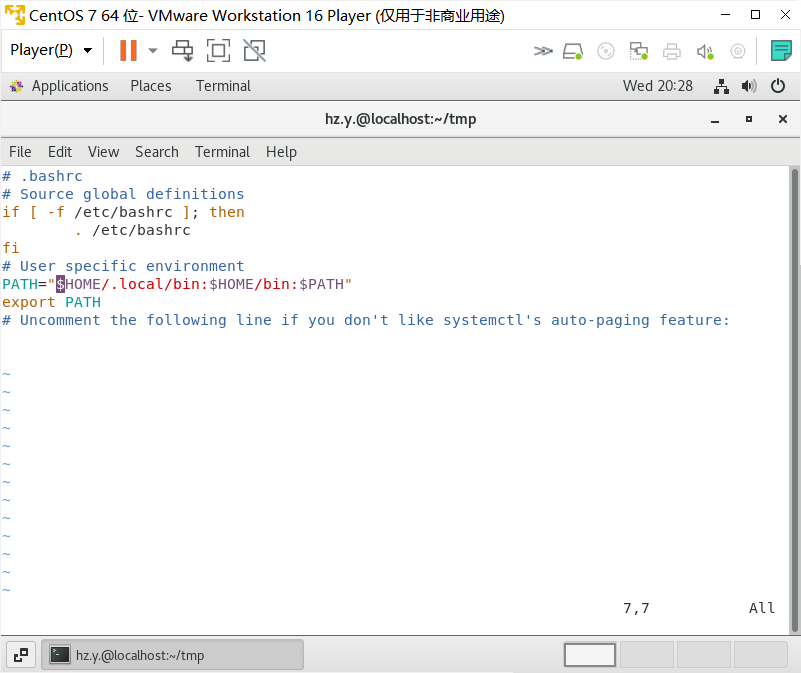 CentOS 7 64 位- VMware Workstation 16 Player (仅用于非商业用途)
Player(P)
Applications Places Terminal Wed 20:28
hz.y.@localhost:~/tmp
File Edit View Search Terminal Help
# .bashrc
# Source global definitions
if [ -f /etc/bashrc ]; then
. /etc/bashrc
fi
# User specific environment
PATH="$HOME/.local/bin:$HOME/bin:$PATH"
export PATH
# Uncomment the following line if you don't like systemctl's auto-paging feature:
~
~
~
~
~
~
~
~
~
~
~
~
~
7,7 All
hz.y.@localhost:~/tmp